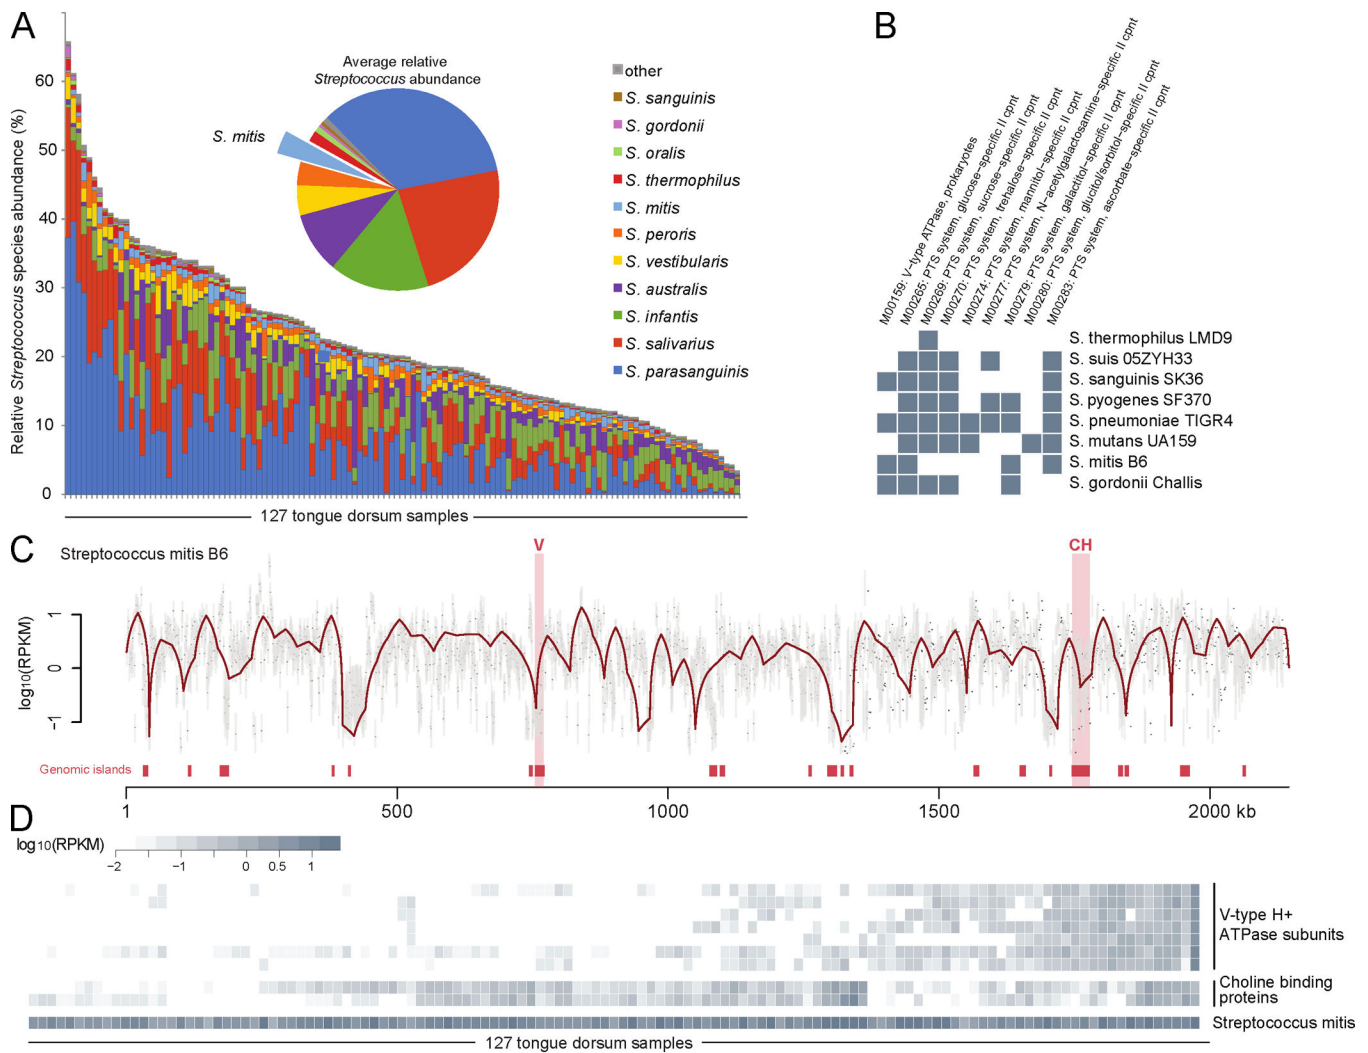 A
Relative Streptococcus species abundance (%)
60
50
40
30
20
10
0
127 tongue dorsum samples
Average relative
Streptococcus abundance
S. mitis
other
S. sanguinis
S. gordonii
S. oralis
S. thermophilus
S. mitis
S. peroris
S. vestibularis
S. australis
S. infantis
S. salivarius
S. parasanguinis
B
M00159: V−type ATPase, prokaryotes
M00265: PTS system, glucose−specific II cpnt
M00269: PTS system, sucrose−specific II cpnt
M00270: PTS system, trehalose−specific II cpnt
M00274: PTS system, mannitol−specific II cpnt
M00277: PTS system, N−acetylgalactosamine−specific II cpnt
M00279: PTS system, galactitol−specific II cpnt
M00280: PTS system, glucitol/sorbitol−specific II cpnt
M00283: PTS system, ascorbate−specific II cpnt
S. thermophilus LMD9
S. suis 05ZYH33
S. sanguinis SK36
S. pyogenes SF370
S. pneumoniae TIGR4
S. mutans UA159
S. mitis B6
S. gordonii Challis
C
Streptococcus mitis B6
V
CH
log10(RPKM)
1
0
−1
Genomic islands
1
500
1000
1500
2000 kb
D
log10(RPKM)
−2
−1
0
0.5
1
V-type H+
ATPase subunits
Choline binding
proteins
Streptococcus mitis
127 tongue dorsum samples